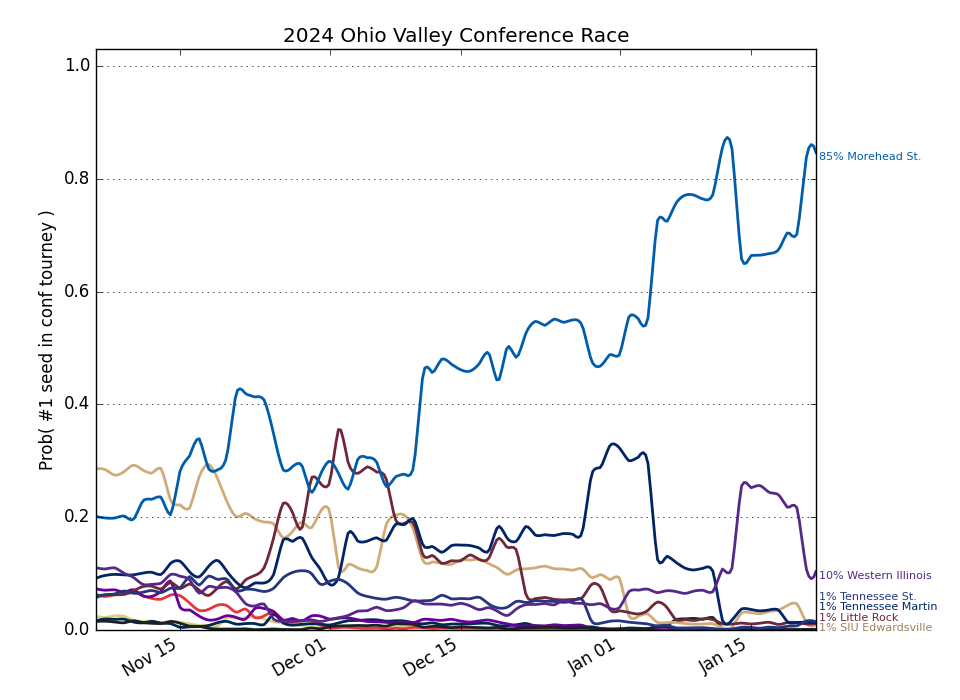 2024 Ohio Valley Conference Race
Prob( #1 seed in conf tourney )
1.0
0.8
0.6
0.4
0.2
0.0
Nov 15
Dec 01
Dec 15
Jan 01
Jan 15
85% Morehead St.
10% Western Illinois
1% Tennessee St.
1% Tennessee Martin
1% Little Rock
1% SIU Edwardsville